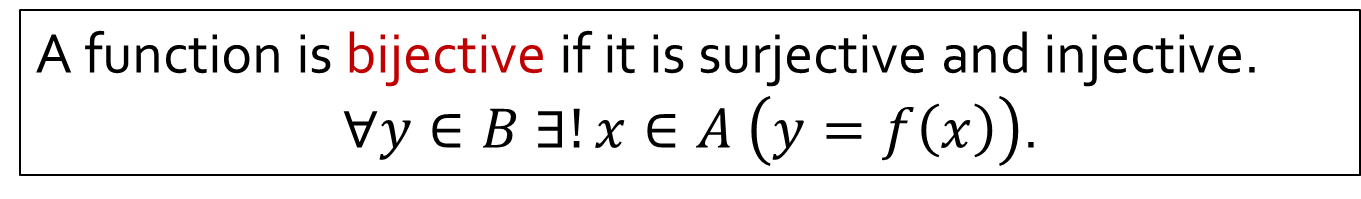 A function is bijective if it is surjective and injective.
∀𝑦 ∈ 𝐵 ∃! 𝑥 ∈ 𝐴 (𝑦 = 𝑓(𝑥)).